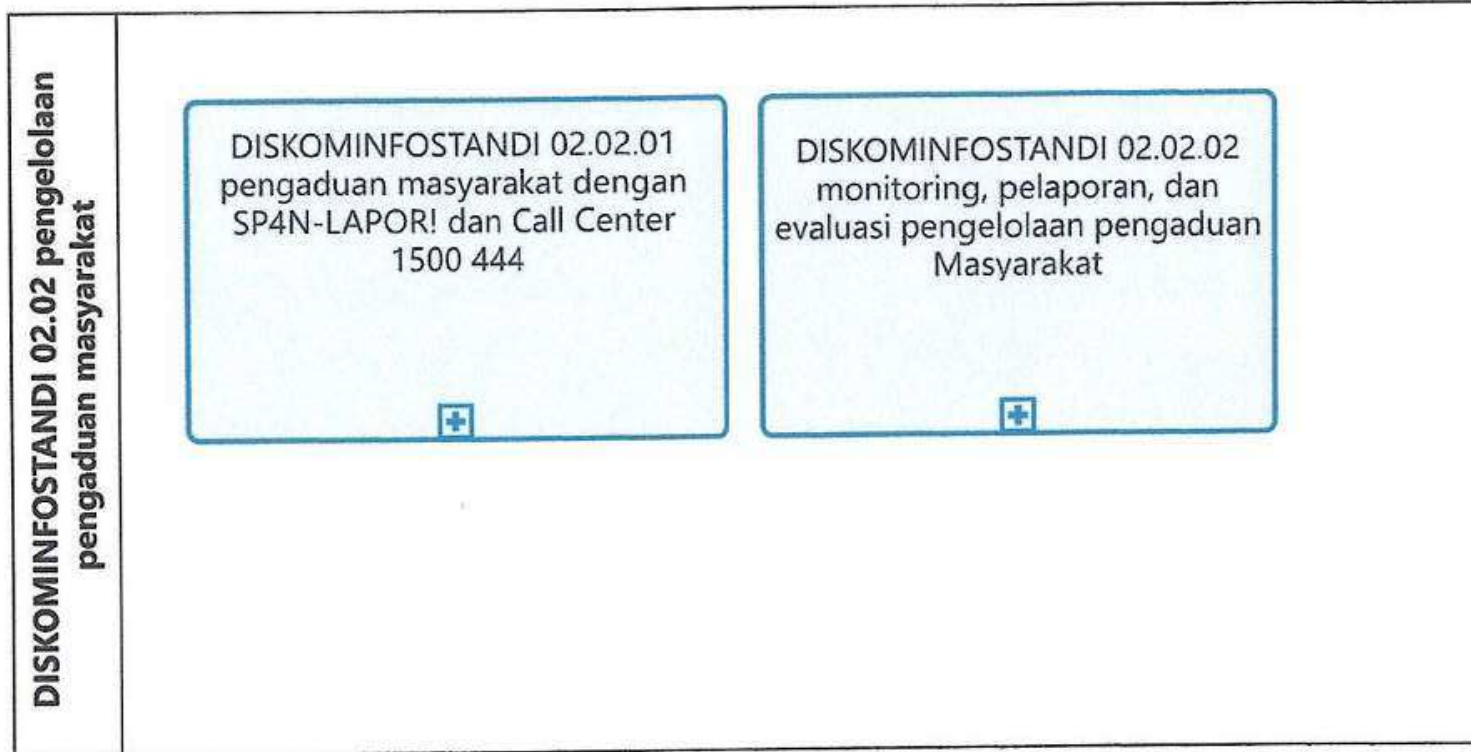 DISKOMINFOSTANDI 02.02 pengelolaan
pengaduan masyarakat
DISKOMINFOSTANDI 02.02.01
pengaduan masyarakat dengan
SP4N-LAPOR! dan Call Center
1500 444
DISKOMINFOSTANDI 02.02.02
monitoring, pelaporan, dan
evaluasi pengelolaan pengaduan
Masyarakat